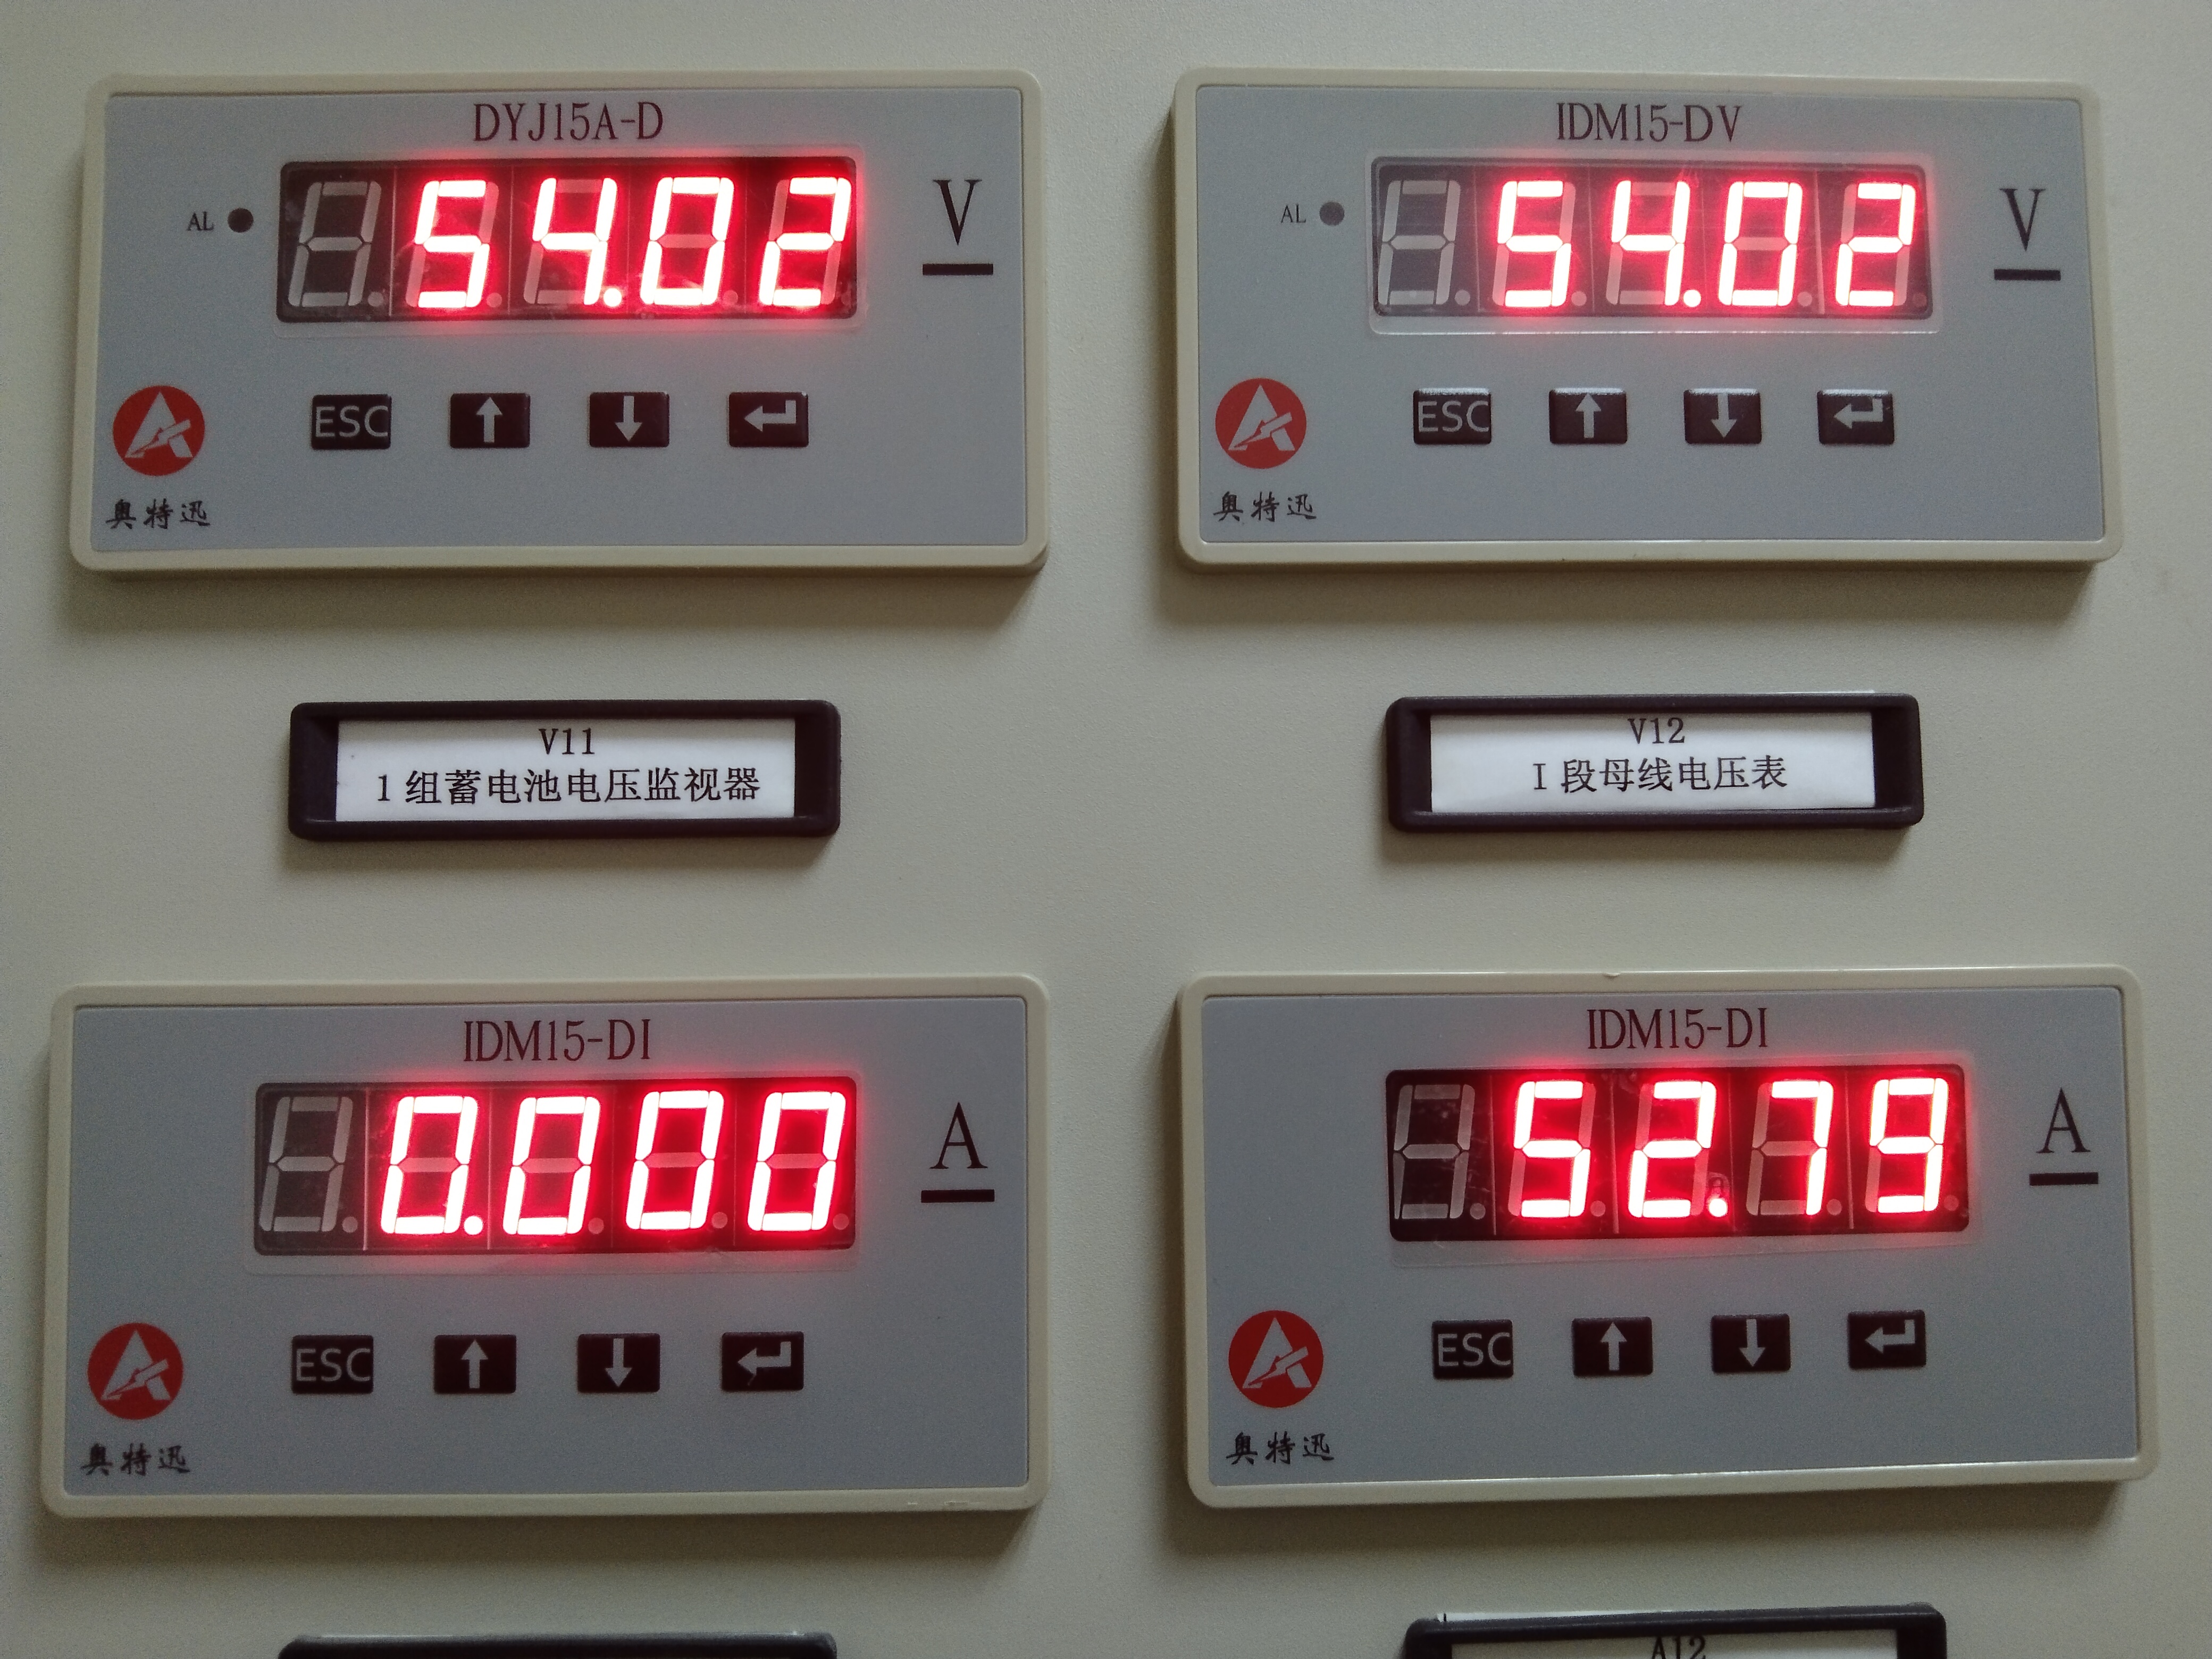 DYJ15A-D
AL
54.02
V
ESC
奥特迅
IDM15-DV
AL
54.02
V
ESC
奥特迅
V11
1组蓄电池电压监视器
V12
I段母线电压表
IDM15-DI
0.000
A
ESC
奥特迅
IDM15-DI
52.79
A
ESC
奥特迅
A12